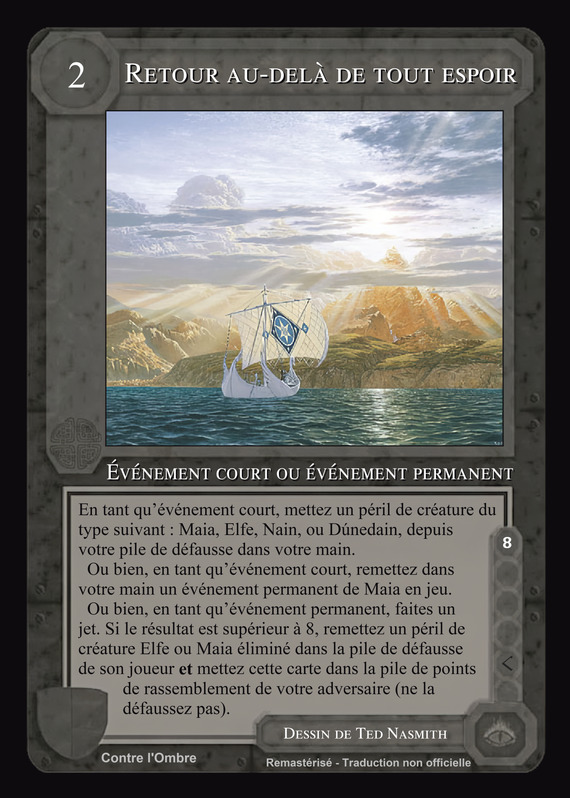 2
Retour au-delà de tout espoir
Événement court ou événement permanent
En tant qu’événement court, mettez un péril de créature du
type suivant : Maia, Elfe, Nain, ou Dúnedain, depuis
votre pile de défausse dans votre main.
Ou bien, en tant qu’événement court, remettez dans
votre main un événement permanent de Maia en jeu.
Ou bien, en tant qu’événement permanent, faites un
jet. Si le résultat est supérieur à 8, remettez un péril de
créature Elfe ou Maia éliminé dans la pile de défausse
de son joueur et mettez cette carte dans la pile de points
de rassemblement de votre adversaire (ne la
défaussez pas).
8
<
Dessin de Ted Nasmith
Contre l'Ombre
Remastérisé - Traduction non officielle